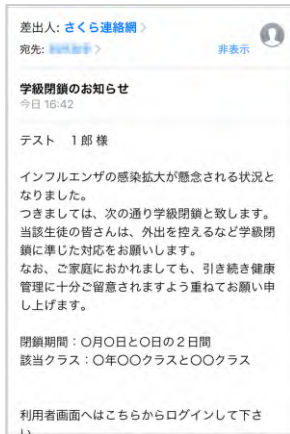 差出人: さくら連絡網
宛先: 非表示
学級閉鎖のお知らせ
今日 16:42
テスト 1郎 様
インフルエンザの感染拡大が懸念される状況と
なりました。
つきましては、次の通り学級閉鎖と致します。
当該生徒の皆さんは、外出を控えるなど学級閉
鎖に準じた対応をお願いします。
なお、ご家庭におかれましても、引き続き健康
管理に十分ご留意されますよう重ねてお願い申
し上げます。
閉鎖期間：〇月〇日と〇日の２日間
該当クラス：〇年〇〇クラスと〇〇クラス
利用者画面へはこちらからログインして下さ
い